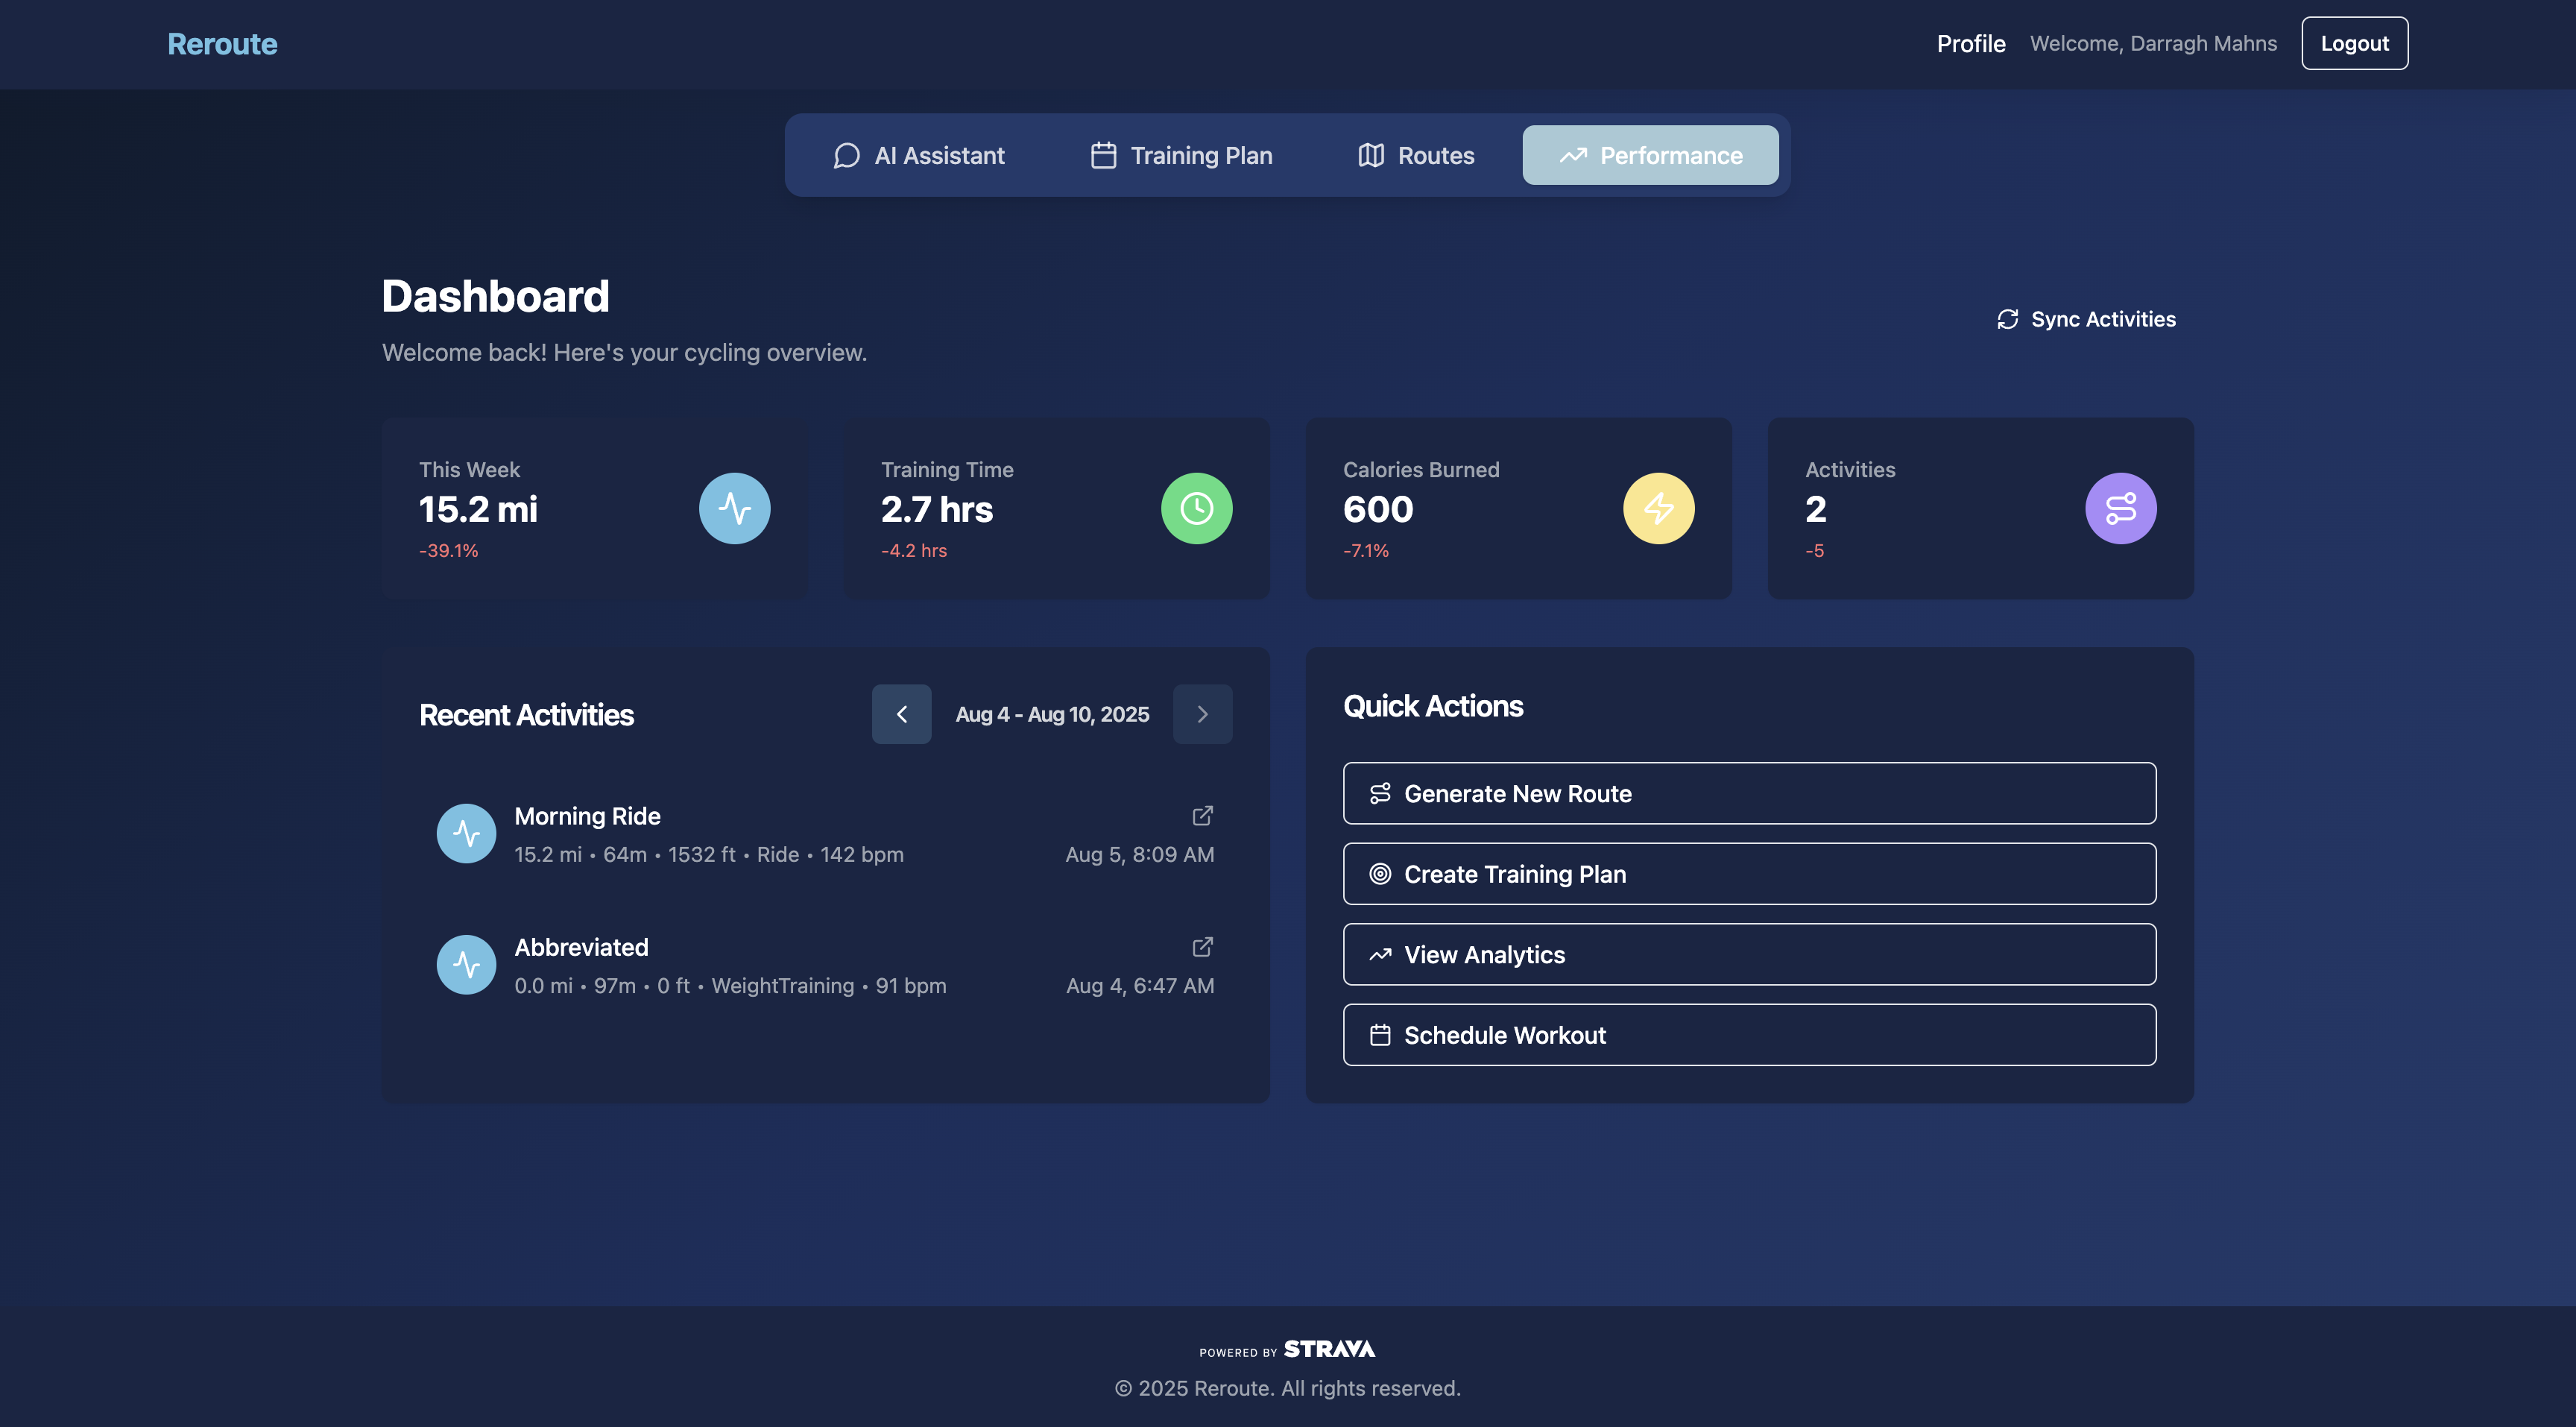 Reroute
Profile
Welcome, Darragh Mahns
Logout
AI Assistant
Training Plan
Routes
Performance
Dashboard
Welcome back! Here's your cycling overview.
Sync Activities
This Week
15.2 mi
-39.1%
Training Time
2.7 hrs
-4.2 hrs
Calories Burned
600
-7.1%
Activities
2
-5
Recent Activities
Aug 4 - Aug 10, 2025
Morning Ride
15.2 mi • 64m • 1532 ft • Ride • 142 bpm
Aug 5, 8:09 AM
Abbreviated
0.0 mi • 97m • 0 ft • WeightTraining • 91 bpm
Aug 4, 6:47 AM
Quick Actions
Generate New Route
Create Training Plan
View Analytics
Schedule Workout
POWERED BY STRAVA
© 2025 Reroute. All rights reserved.